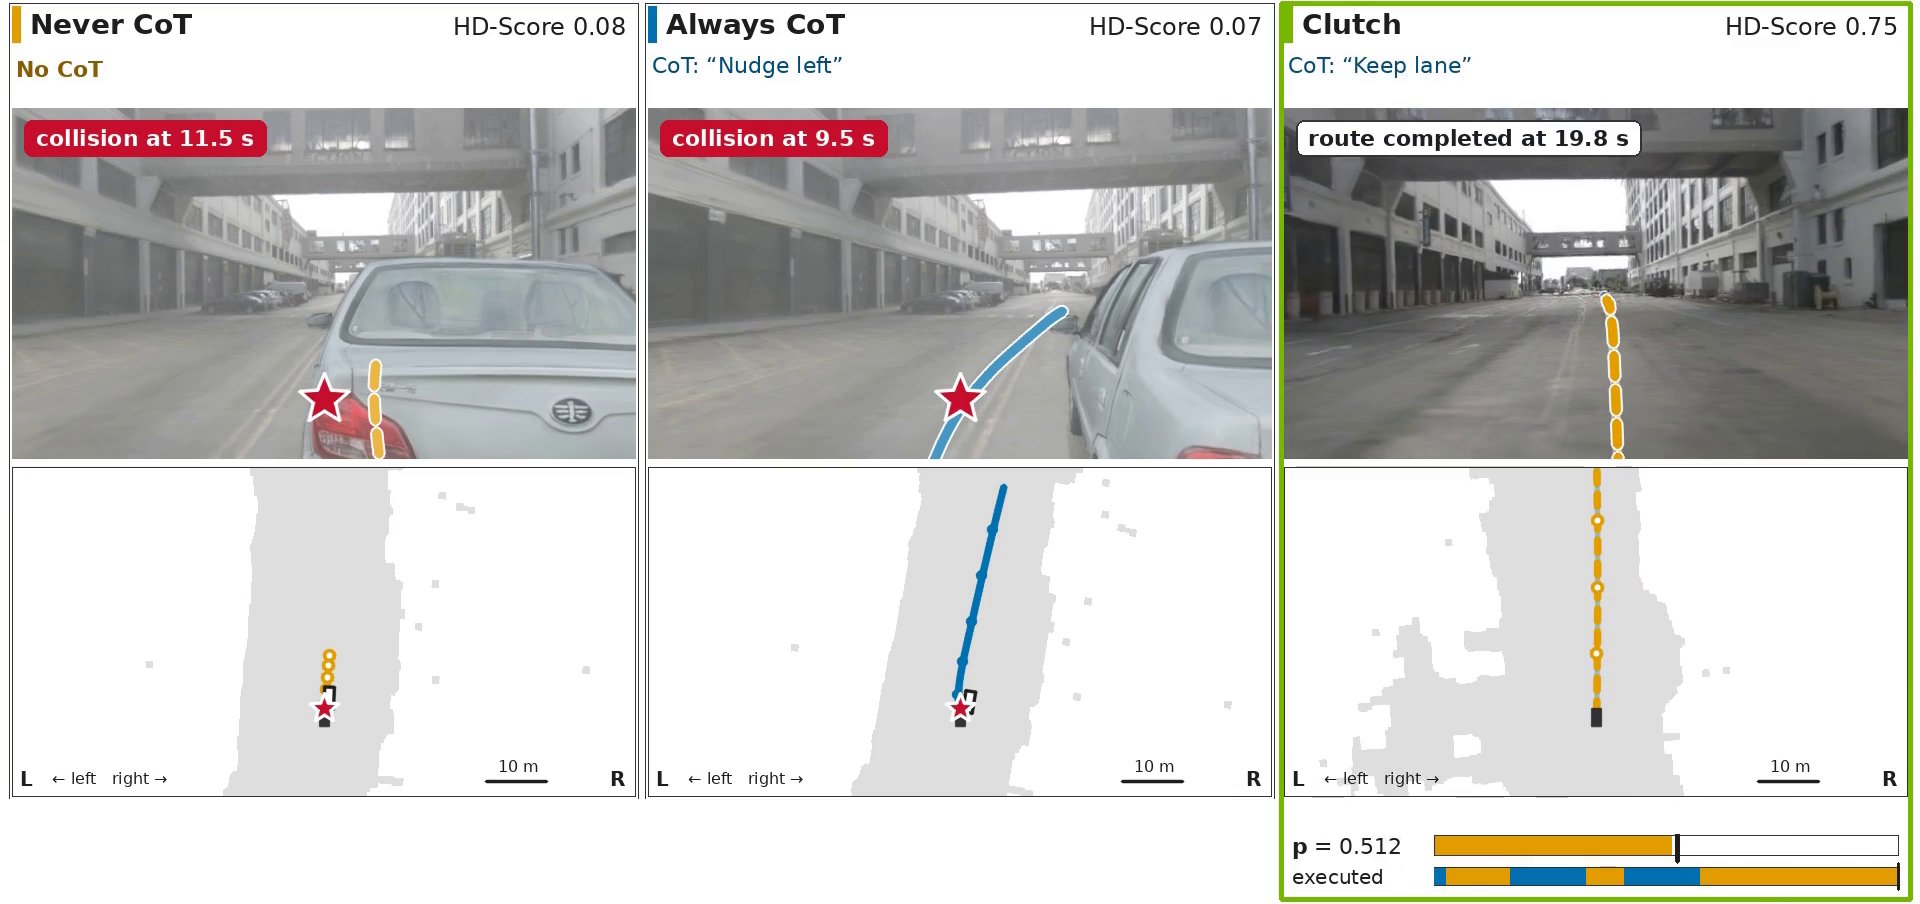 Never CoT
HD-Score 0.08
No CoT
collision at 11.5 s
L ← left right →
10 m
R
Always CoT
HD-Score 0.07
CoT: “Nudge left”
collision at 9.5 s
L ← left right →
10 m
R
Clutch
HD-Score 0.75
CoT: “Keep lane”
route completed at 19.8 s
L ← left right →
10 m
R
p = 0.512
executed